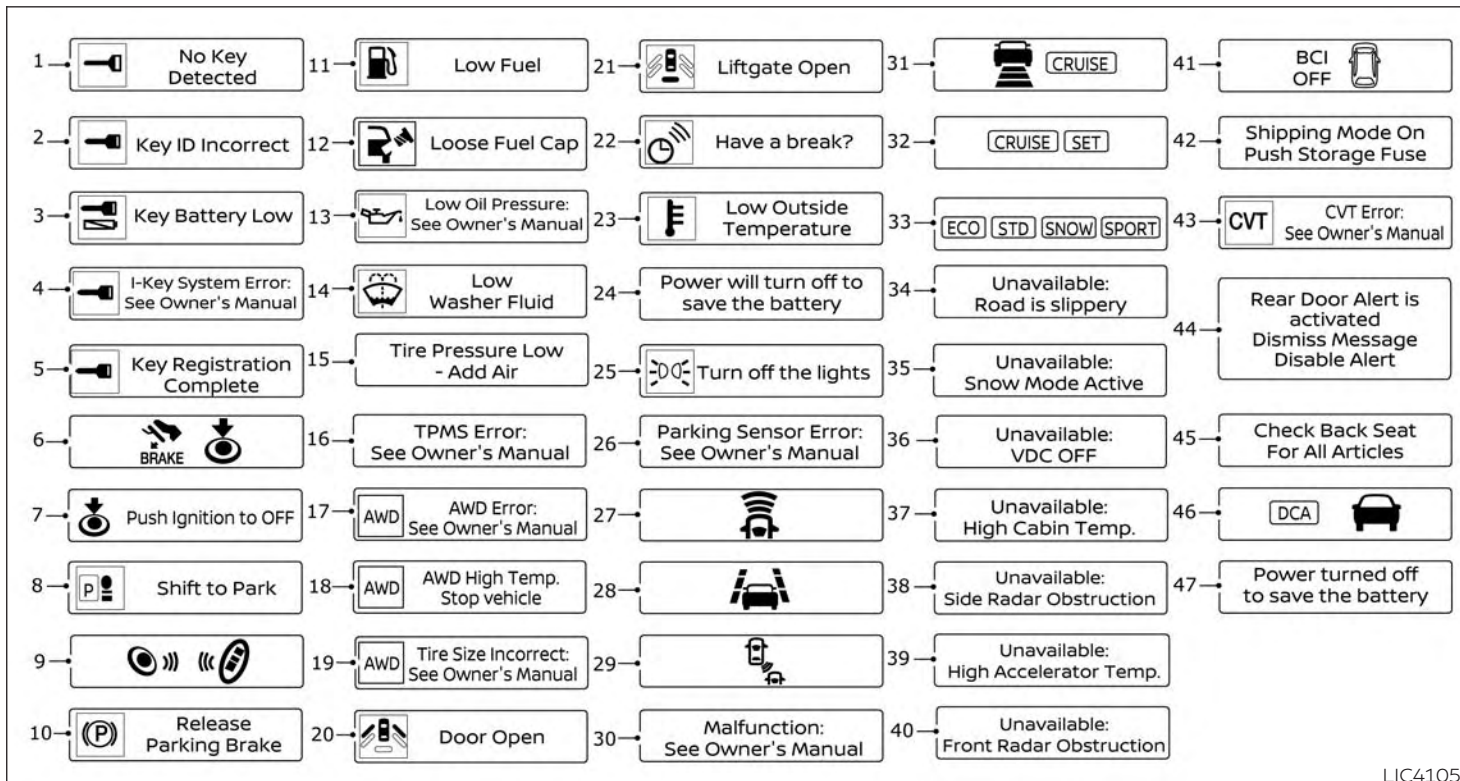 1 No Key
Detected
2 Key ID Incorrect
3 Key Battery Low
4 I-Key System Error:
See Owner's Manual
5 Key Registration
Complete
6 BRAKE
7 Push Ignition to OFF
8 P Shift to Park
9
10 (P) Release
Parking Brake
11 Low Fuel
12 Loose Fuel Cap
13 Low Oil Pressure:
See Owner's Manual
14 Low
Washer Fluid
15 Tire Pressure Low
- Add Air
16 TPMS Error:
See Owner's Manual
17 AWD AWD Error:
See Owner's Manual
18 AWD AWD High Temp.
Stop vehicle
19 AWD Tire Size Incorrect:
See Owner's Manual
20 Door Open
21 Liftgate Open
22 Have a break?
23 Low Outside
Temperature
24 Power will turn off to
save the battery
25 Turn off the lights
26 Parking Sensor Error:
See Owner's Manual
27
28
29
30 Malfunction:
See Owner's Manual
31 CRUISE
32 CRUISE SET
33 ECO STD SNOW SPORT
34 Unavailable:
Road is slippery
35 Unavailable:
Snow Mode Active
36 Unavailable:
VDC OFF
37 Unavailable:
High Cabin Temp.
38 Unavailable:
Side Radar Obstruction
39 Unavailable:
High Accelerator Temp.
40 Unavailable:
Front Radar Obstruction
41 BCI
OFF
42 Shipping Mode On
Push Storage Fuse
43 CVT CVT Error:
See Owner's Manual
44 Rear Door Alert is
activated
Dismiss Message
Disable Alert
45 Check Back Seat
For All Articles
46 DCA
47 Power turned off
to save the battery
LIC4105